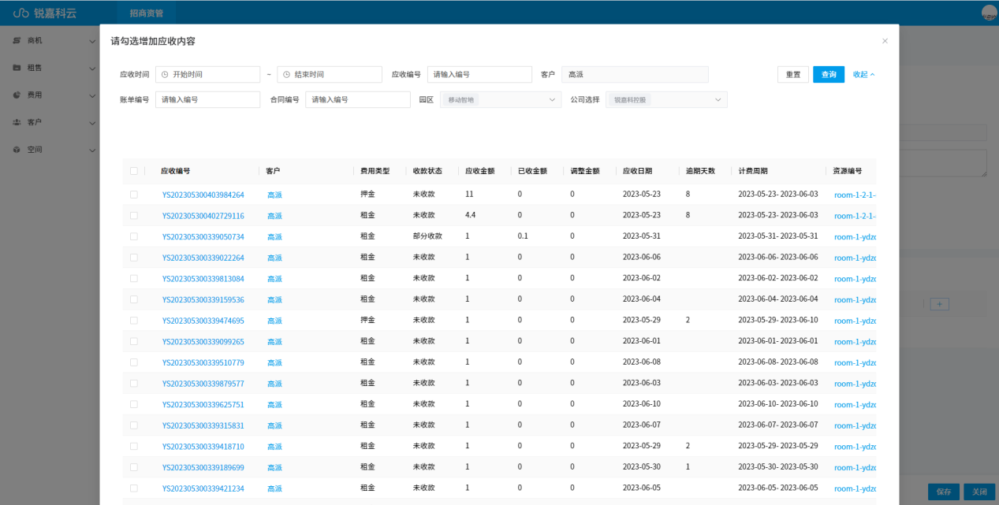 锐嘉科云 招商资管
商机
租售
费用
客户
空间
请勾选增加应收内容
应收时间 开始时间 ~ 结束时间 应收编号 请输入编号 客户 高派 重置 查询 收起
账单编号 请输入编号 合同编号 请输入编号 园区 移动智地 公司选择 锐嘉科控股
应收编号 客户 费用类型 收款状态 应收金额 已收金额 调整金额 应收日期 逾期天数 计费周期 资源编号
YS202305300403984264 高派 押金 未收款 11 0 0 2023-05-23 8 2023-05-23- 2023-06-03 room-1-2-1-
YS202305300402729116 高派 租金 未收款 4.4 0 0 2023-05-23 8 2023-05-23- 2023-06-03 room-1-2-1-
YS202305300339050734 高派 租金 部分收款 1 0.1 0 2023-05-31 2023-05-31- 2023-05-31 room-1-ydzc
YS202305300339022264 高派 租金 未收款 1 0 0 2023-06-06 2023-06-06- 2023-06-06 room-1-ydzc
YS202305300339813084 高派 租金 未收款 1 0 0 2023-06-02 2023-06-02- 2023-06-02 room-1-ydzc
YS202305300339159536 高派 租金 未收款 1 0 0 2023-06-04 2023-06-04- 2023-06-04 room-1-ydzc
YS202305300339474695 高派 押金 未收款 1 0 0 2023-05-29 2 2023-05-29- 2023-06-10 room-1-ydzc
YS202305300339099265 高派 租金 未收款 1 0 0 2023-06-01 2023-06-01- 2023-06-01 room-1-ydzc
YS202305300339510779 高派 租金 未收款 1 0 0 2023-06-08 2023-06-08- 2023-06-08 room-1-ydzc
YS202305300339879577 高派 租金 未收款 1 0 0 2023-06-03 2023-06-03- 2023-06-03 room-1-ydzc
YS202305300339625751 高派 租金 未收款 1 0 0 2023-06-10 2023-06-10- 2023-06-10 room-1-ydzc
YS202305300339315831 高派 租金 未收款 1 0 0 2023-06-07 2023-06-07- 2023-06-07 room-1-ydzc
YS202305300339418710 高派 租金 未收款 1 0 0 2023-05-29 2 2023-05-29- 2023-05-29 room-1-ydzc
YS202305300339189699 高派 租金 未收款 1 0 0 2023-05-30 1 2023-05-30- 2023-05-30 room-1-ydzc
YS202305300339421234 高派 租金 未收款 1 0 0 2023-06-05 2023-06-05- 2023-06-05 room-1-ydzc
保存 关闭